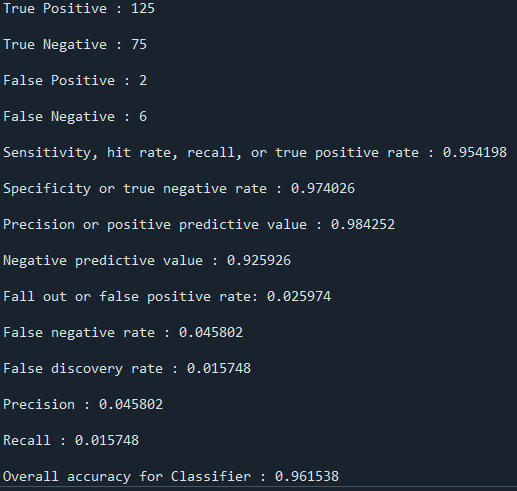 True Positive : 125
True Negative : 75
False Positive : 2
False Negative : 6
Sensitivity, hit rate, recall, or true positive rate : 0.954198
Specificity or true negative rate : 0.974026
Precision or positive predictive value : 0.984252
Negative predictive value : 0.925926
Fall out or false positive rate: 0.025974
False negative rate : 0.045802
False discovery rate : 0.015748
Precision : 0.045802
Recall : 0.015748
Overall accuracy for Classifier : 0.961538